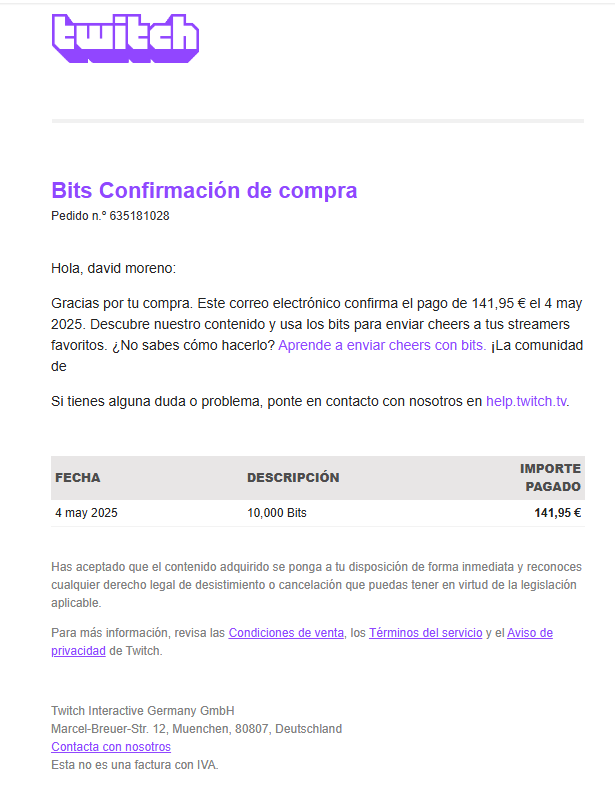 twitch
Bits Confirmación de compra
Pedido n.º 635181028
Hola, david moreno:
Gracias por tu compra. Este correo electrónico confirma el pago de 141,95 € el 4 may
2025. Descubre nuestro contenido y usa los bits para enviar cheers a tus streamers
favoritos. ¿No sabes cómo hacerlo? Aprende a enviar cheers con bits. ¡La comunidad
de
Si tienes alguna duda o problema, ponte en contacto con nosotros en help.twitch.tv.
FECHA DESCRIPCIÓN IMPORTE
PAGADO
4 may 2025 10,000 Bits 141,95 €
Has aceptado que el contenido adquirido se ponga a tu disposición de forma inmediata y reconoces
cualquier derecho legal de desistimiento o cancelación que puedas tener en virtud de la legislación
aplicable.
Para más información, revisa las Condiciones de venta, los Términos del servicio y el Aviso de
privacidad de Twitch.
Twitch Interactive Germany GmbH
Marcel-Breuer-Str. 12, Muenchen, 80807, Deutschland
Contacta con nosotros
Esta no es una factura con IVA.